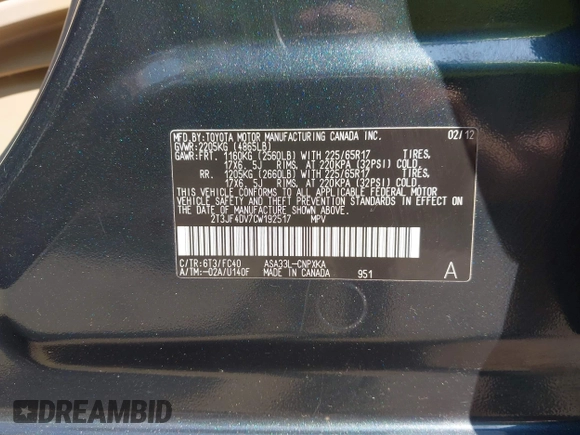 MFD.BY:TOYOTA MOTOR MANUFACTURING CANADA INC. 02/12
GVWR:2205KG (4865LB)
GAWR:FRT. 1160KG (2560LB) WITH 225/65R17 TIRES.
17X6. 5J RIMS. AT 220KPA (32PSI) COLD.
RR. 1205KG (2660LB) WITH 225/65R17 TIRES.
17X6. 5J RIMS. AT 220KPA (32PSI) COLD.
THIS VEHICLE CONFORMS TO ALL APPLICABLE FEDERAL MOTOR
VEHICLE SAFETY AND BUMPER STANDARDS IN EFFECT ON THE
DATE OF MANUFACTURE SHOWN ABOVE.
2T3JF4DV7CW192517 MPV
C/TR:6T3/FC40 ASA33L-CNPXKA
A/TM:-02A/U140F MADE IN CANADA 951 A
DREAMBID